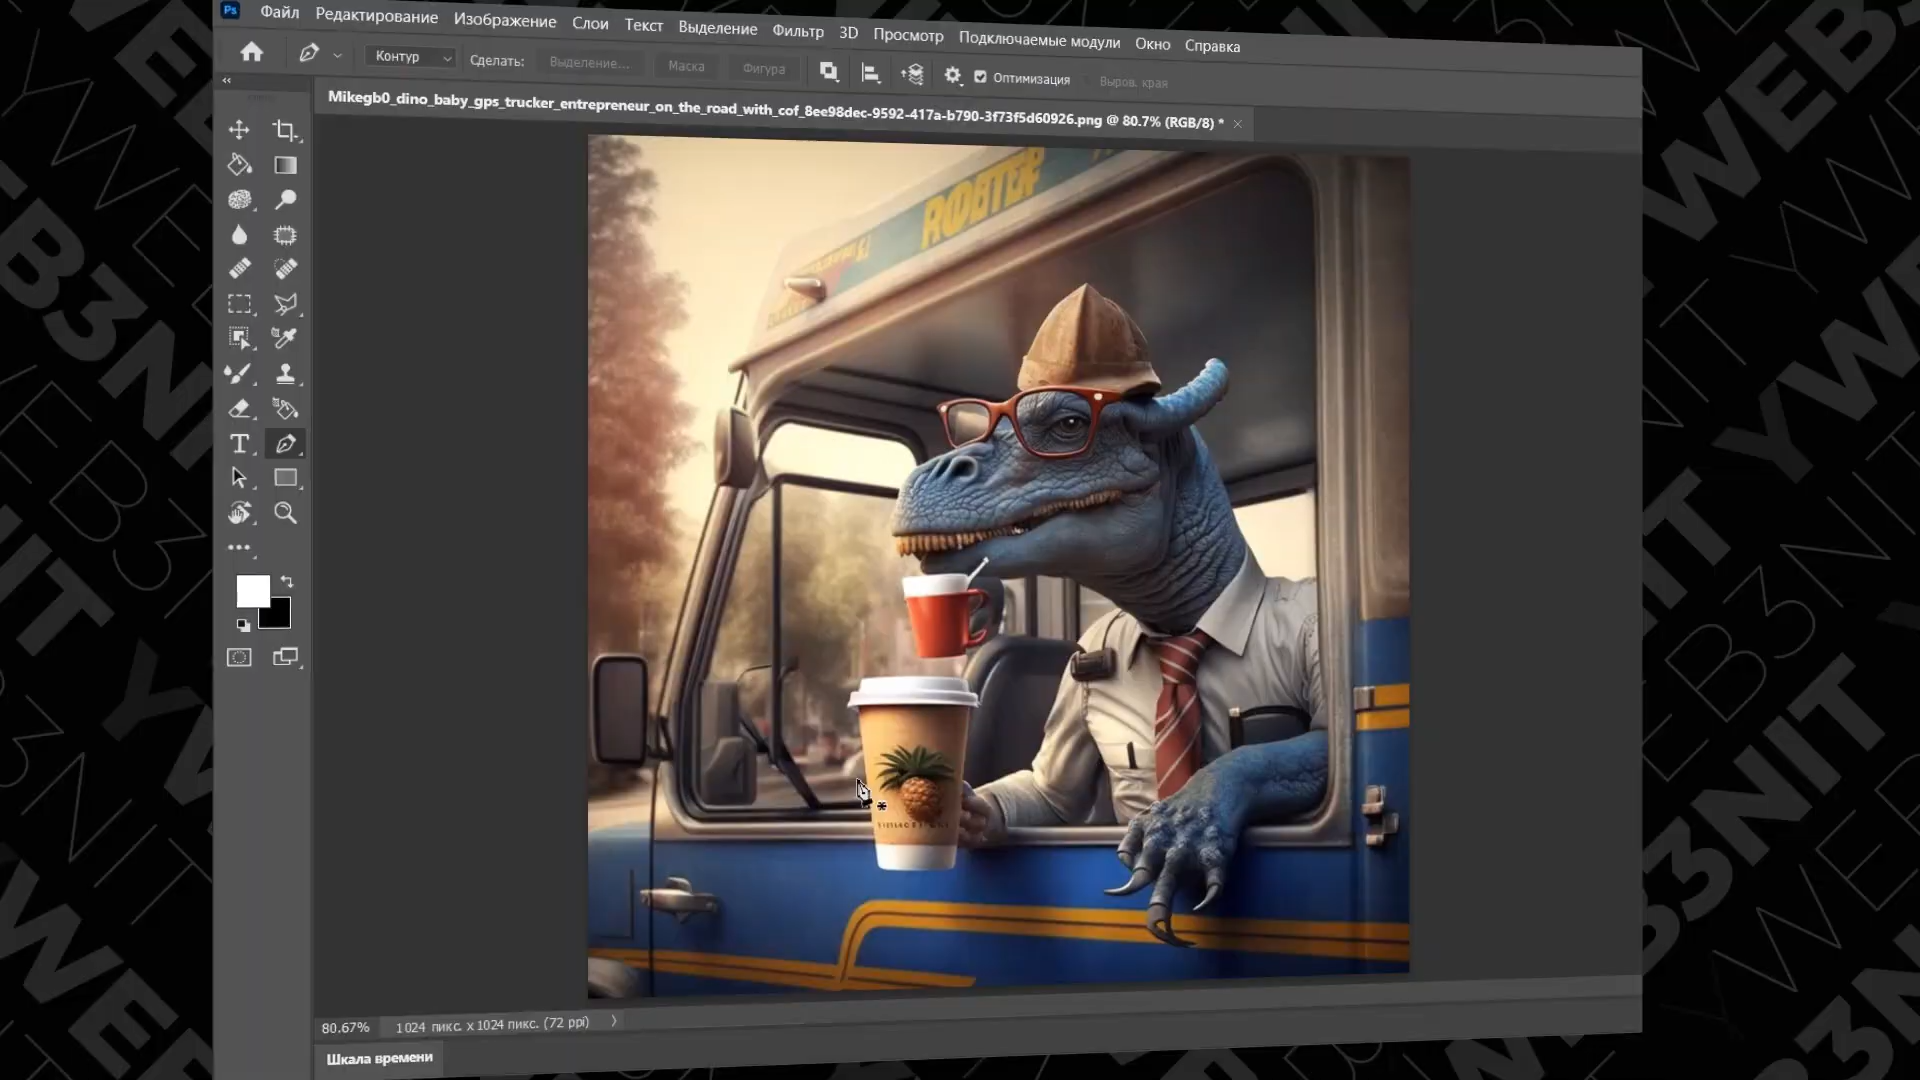 Ps Файл Редактирование Изображение Слои Текст Выделение Фильтр 3D Просмотр Подключаемые модули Окно Справка
Контур Сделать: Выделение... Маска Фигура Оптимизация Выров. края
Mikegb0_dino_baby_gps_trucker_entrepreneur_on_the_road_with_cof_8ee98dec-9592-417a-b790-3f73f5d60926.png @ 80.7% (RGB/8) *
80.67% 1024 пикс. x 1024 пикс. (72 ppi)
Шкала времени